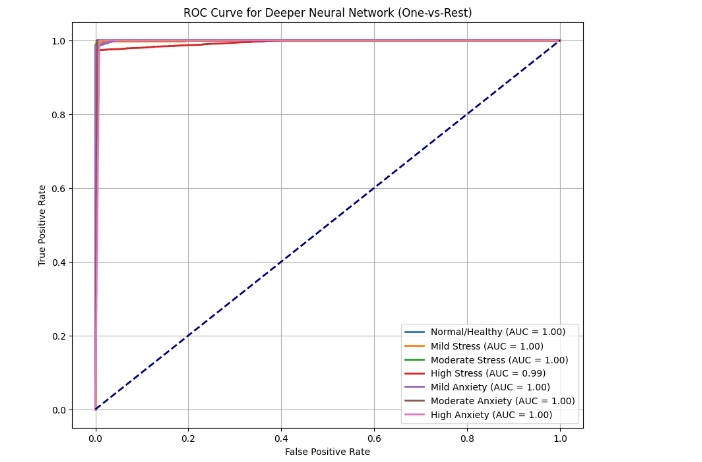 ROC Curve for Deeper Neural Network (One-vs-Rest)
True Positive Rate
1.0
0.8
0.6
0.4
0.2
0.0
Normal/Healthy (AUC = 1.00)
Mild Stress (AUC = 1.00)
Moderate Stress (AUC = 1.00)
High Stress (AUC = 0.99)
Mild Anxiety (AUC = 1.00)
Moderate Anxiety (AUC = 1.00)
High Anxiety (AUC = 1.00)
0.0 0.2 0.4 0.6 0.8 1.0
False Positive Rate